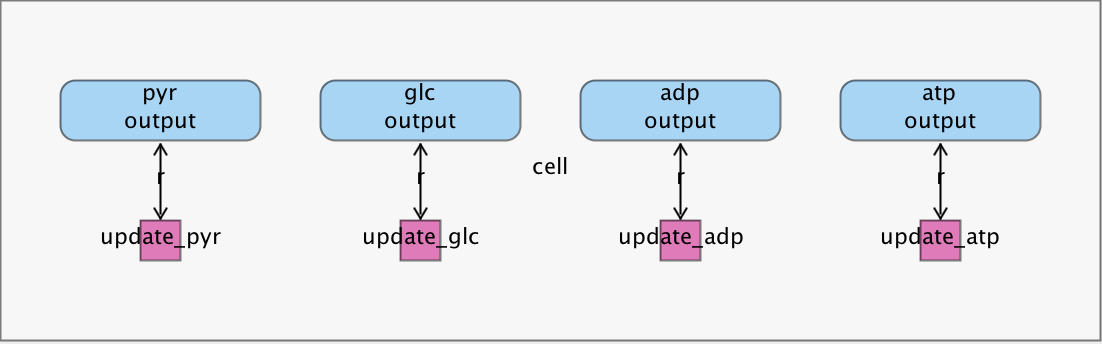 pyr
output
glc
output
adp
output
atp
output
r
r
r
r
cell
update_pyr
update_glc
update_adp
update_atp